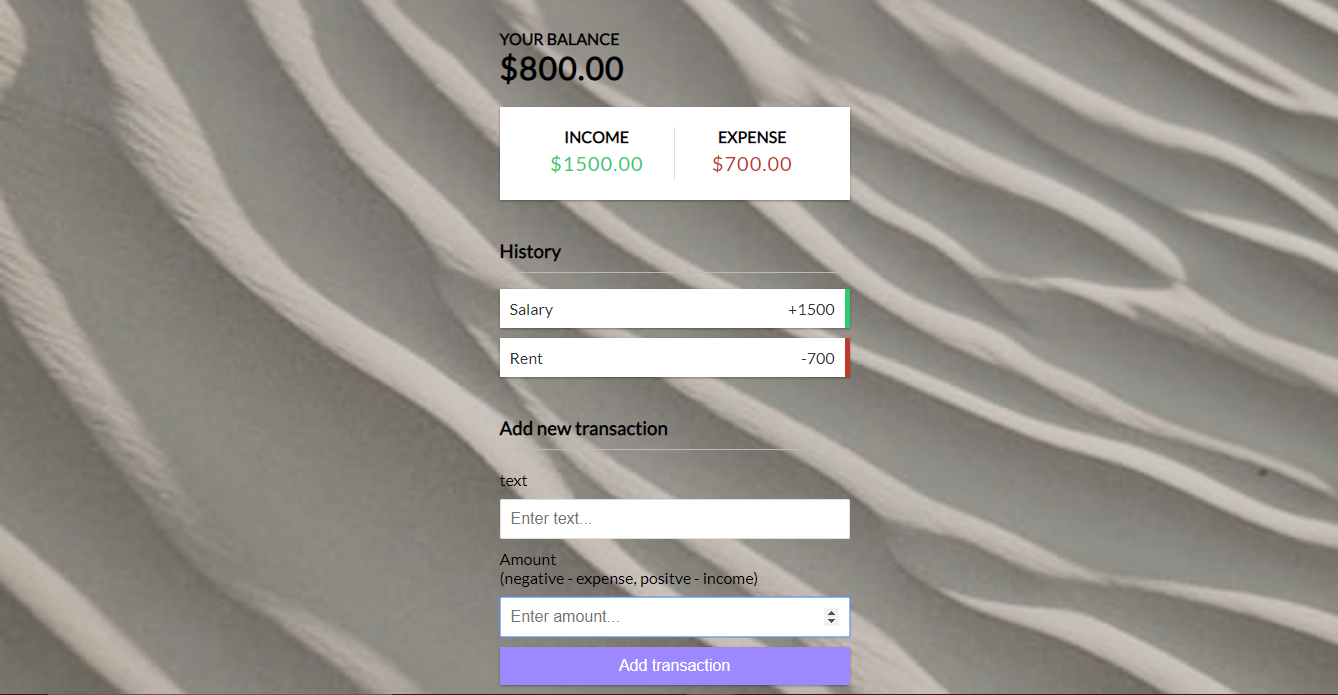 YOUR BALANCE
$800.00
INCOME
$1500.00
EXPENSE
$700.00
History
Salary +1500
Rent -700
Add new transaction
text
Enter text...
Amount
(negative - expense, positve - income)
Enter amount...
Add transaction